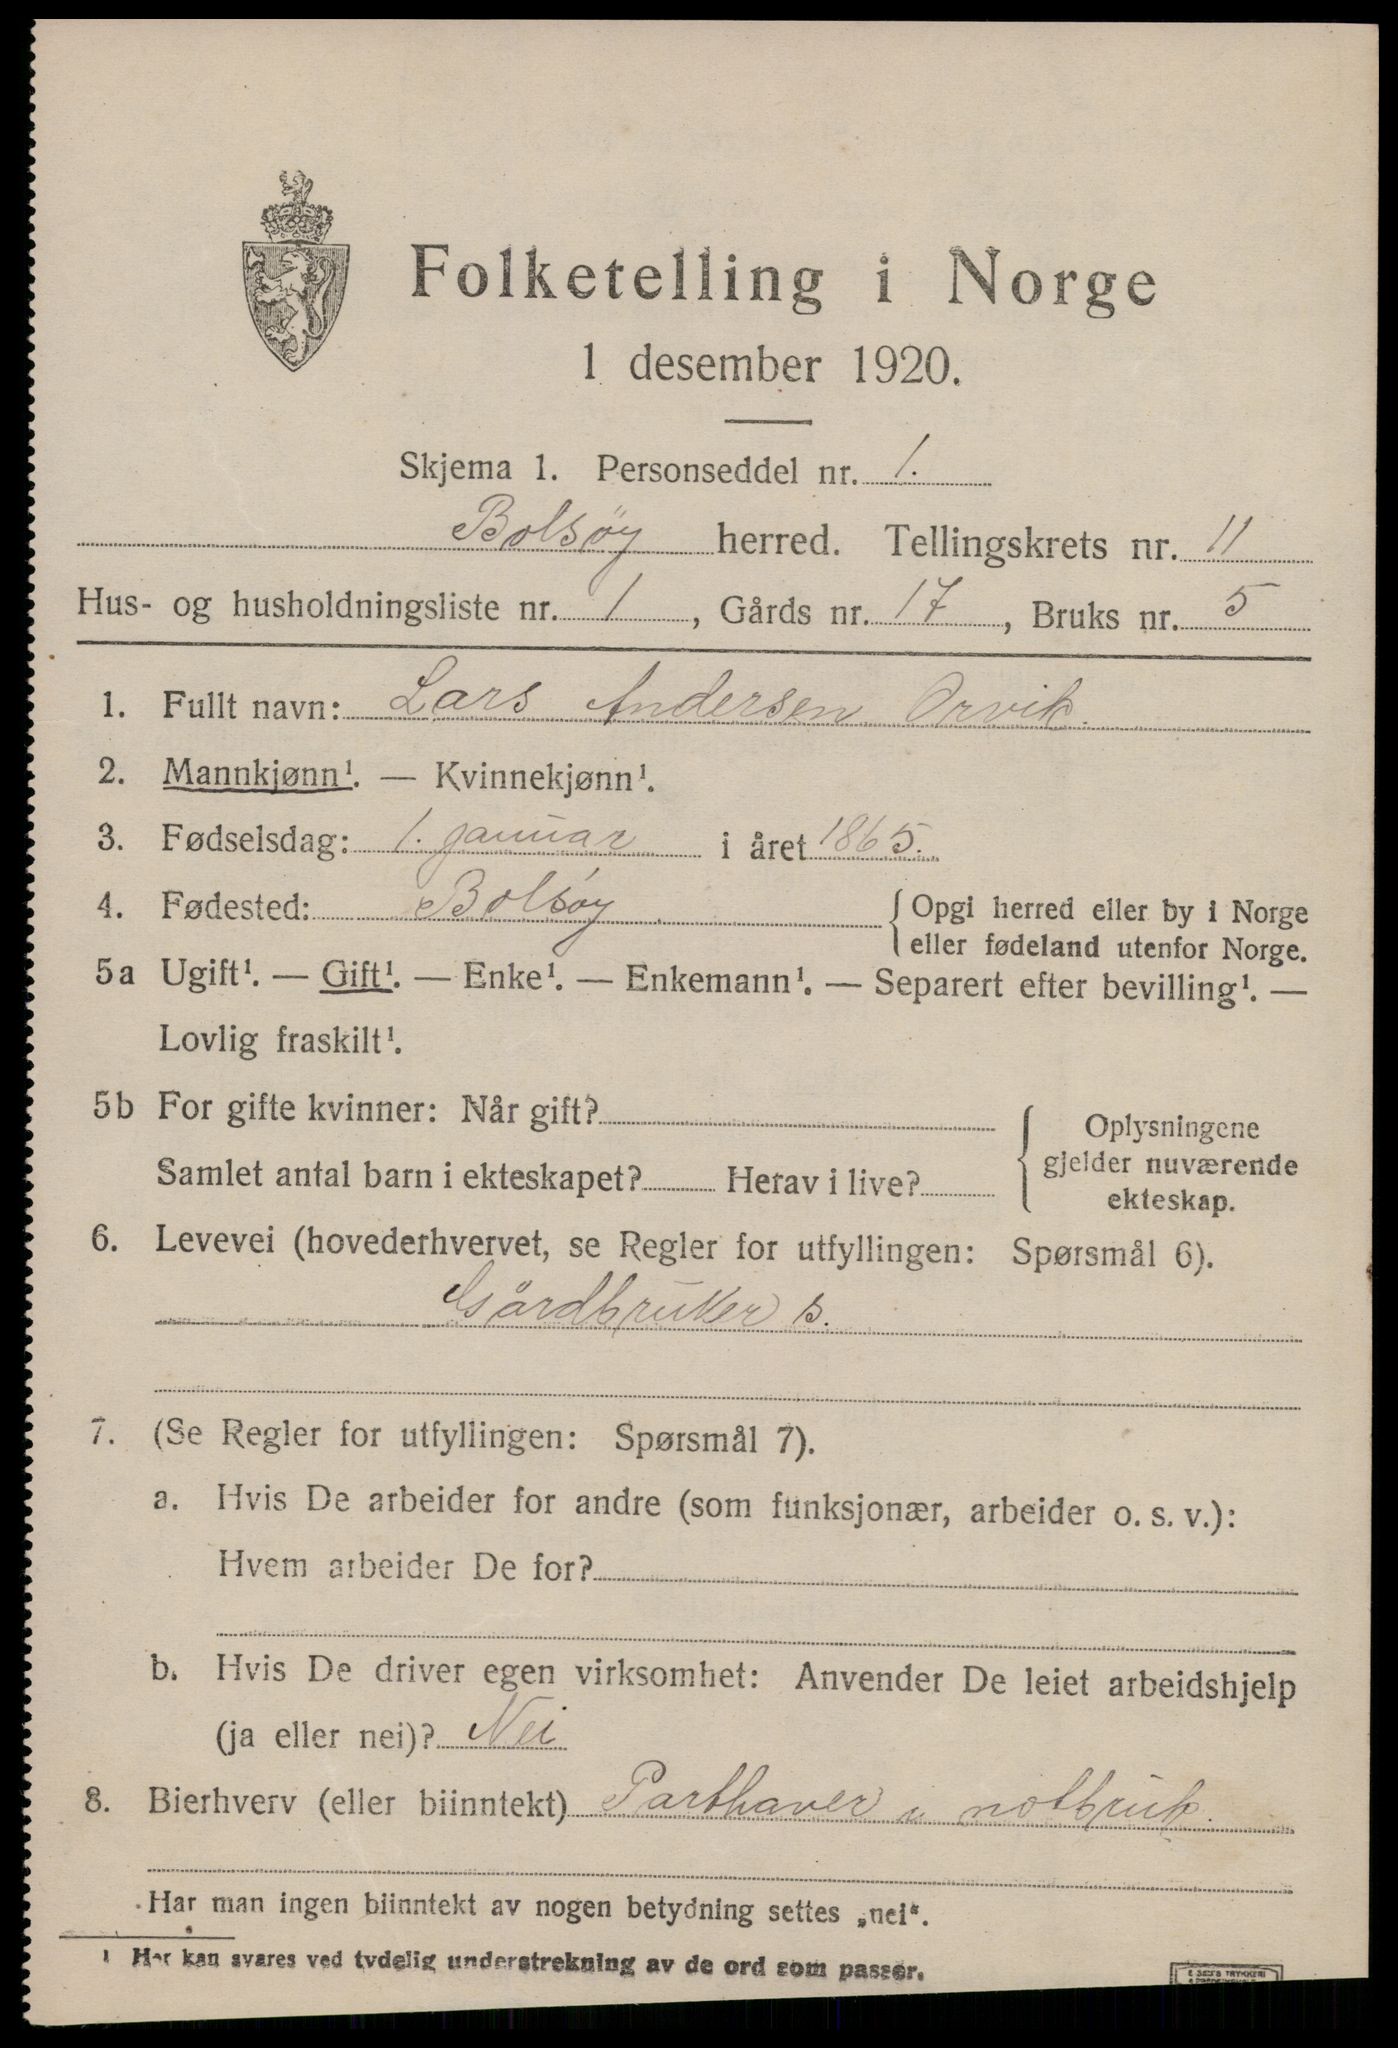 Folketelling i Norge
1 desember 1920.
Skjema 1. Personseddel nr. 1.
Bolsøy herred. Tellingskrets nr. 11
Hus- og husholdningsliste nr. 1, Gårds nr. 17, Bruks nr. 5
1. Fullt navn: Lars Andersen Orvik.
2. Mannkjønn¹. — Kvinnekjønn¹.
3. Fødselsdag: 1. januar i året 1865.
4. Fødested: Bolsøy { Opgi herred eller by i Norge
eller fødeland utenfor Norge.
5a Ugift¹. — Gift¹. — Enke¹. — Enkemann¹. — Separert efter bevilling¹. —
Lovlig fraskilt¹.
5b For gifte kvinner: Når gift? { Oplysningene
gjelder nuværende
Samlet antal barn i ekteskapet? Herav i live? ekteskap.
6. Levevei (hovederhvervet, se Regler for utfyllingen: Spørsmål 6).
Gårdbruker s.
7. (Se Regler for utfyllingen: Spørsmål 7).
a. Hvis De arbeider for andre (som funksjonær, arbeider o. s. v.):
Hvem arbeider De for?
b. Hvis De driver egen virksomhet: Anvender De leiet arbeidshjelp
(ja eller nei)? Nei
8. Bierhverv (eller biinntekt) Parthaver i notbruk.
Har man ingen biinntekt av nogen betydning settes „nei“.
1 Her kan svares ved tydelig understrekning av de ord som passer.